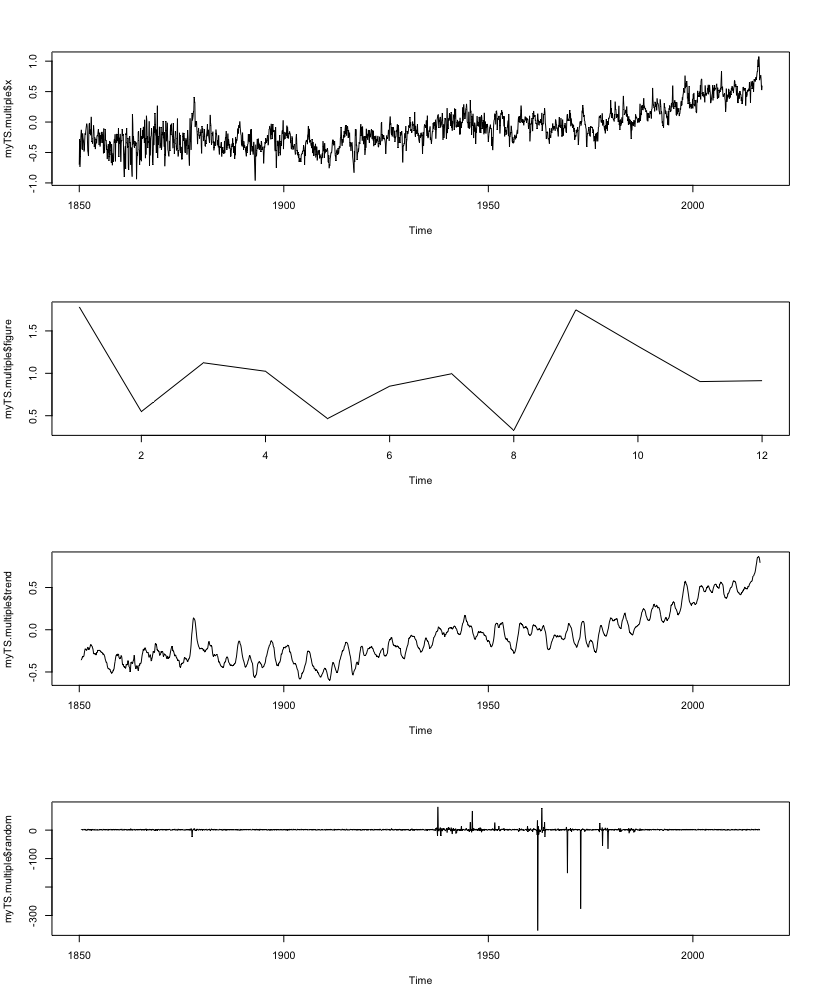 myTS.multiple$x
1.0
0.5
0.0
-0.5
-1.0
1850 1900 1950 2000
Time
myTS.multiple$figure
1.5
1.0
0.5
2 4 6 8 10 12
Time
myTS.multiple$trend
0.5
0.0
-0.5
1850 1900 1950 2000
Time
myTS.multiple$random
0
-100
-300
1850 1900 1950 2000
Time